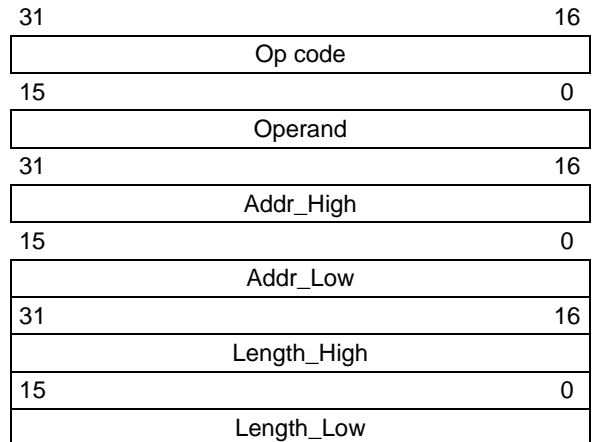 31 16
Op code
15 0
Operand
31 16
Addr_High
15 0
Addr_Low
31 16
Length_High
15 0
Length_Low